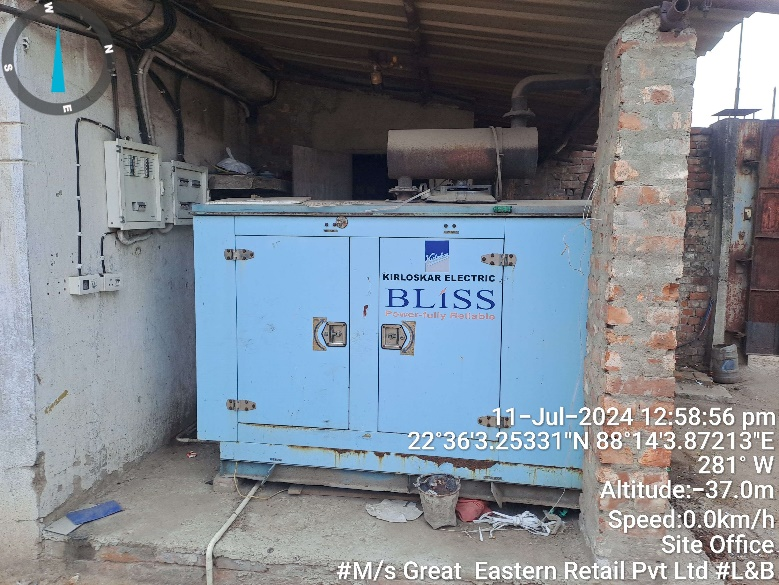 W
N
S
E
Kirloskar
KIRLOSKAR ELECTRIC
BLiSS
Powerfully Reliable
11-Jul-2024 12:58:56 pm
22°36'3.25331"N 88°14'3.87213"E
281° W
Altitude:-37.0m
Speed:0.0km/h
Site Office
#M/s Great Eastern Retail Pvt Ltd #L&B